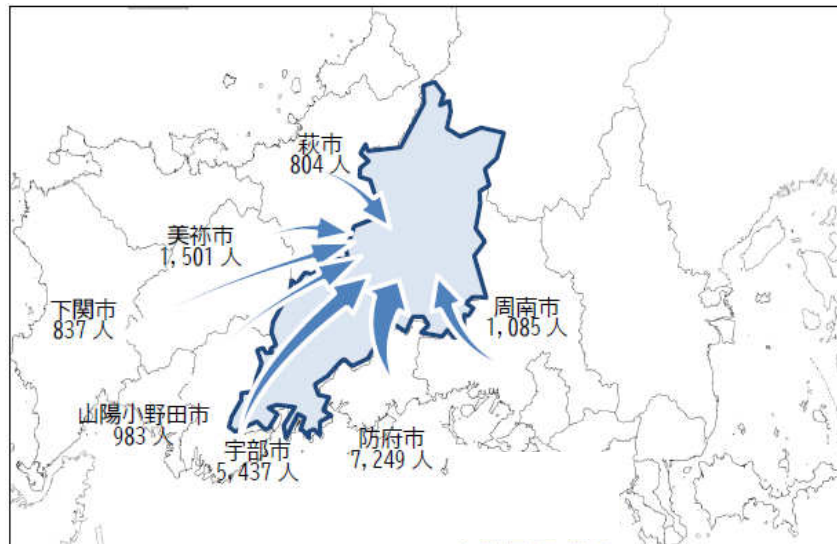 萩市
804 人
美祢市
1,501 人
下関市
837 人
周南市
1,085 人
山陽小野田市
983 人
宇部市
5,437 人
防府市
7,249 人